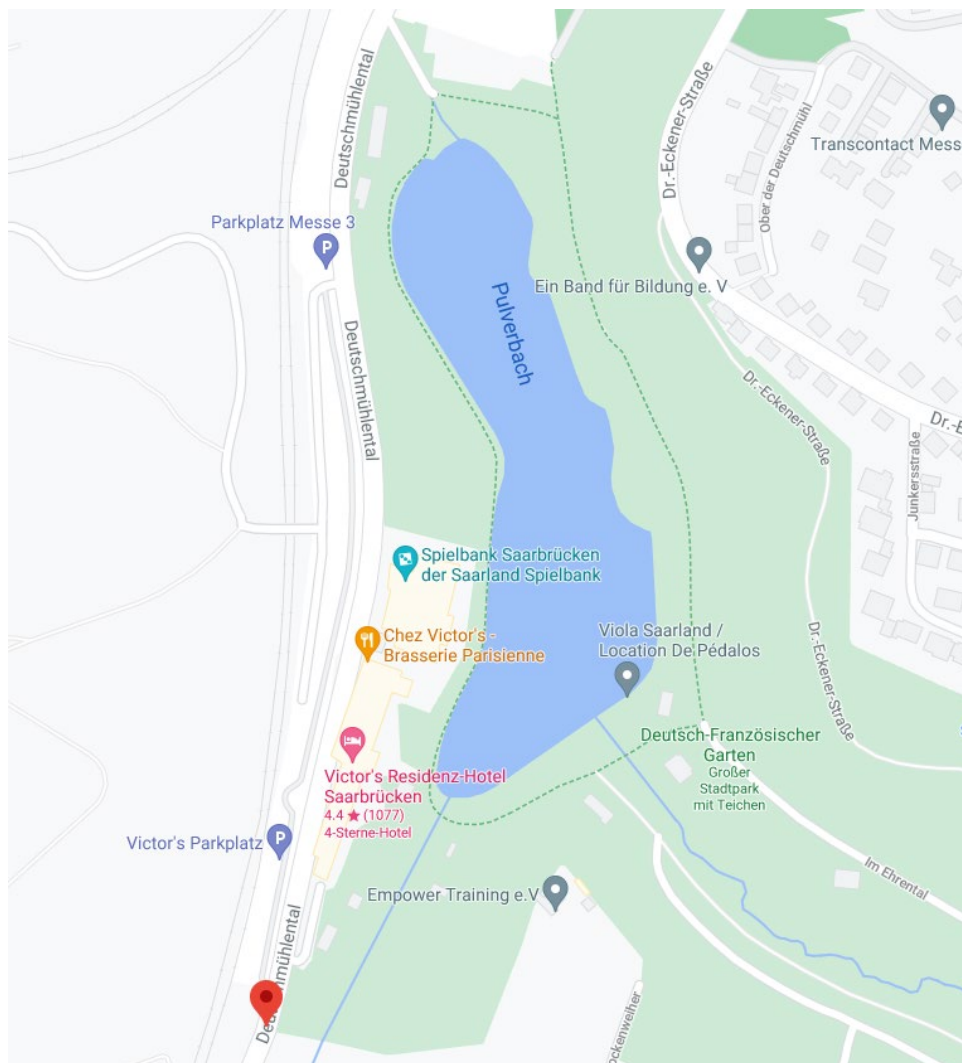 Deutschmühlental
Transcontact Mess
Ober der Deutschmühl
Dr.-Eckener-Straße
Parkplatz Messe 3
P
Ein Band für Bildung e. V
Pulverbach
Deutschmühlental
Dr.-Eckener-Straße
Dr.-E
Junkersstraße
Spielbank Saarbrücken
der Saarland Spielbank
Chez Victor's -
Brasserie Parisienne
Viola Saarland /
Location De Pédalos
Dr.-Eckener-Straße
Deutsch-Französischer
Garten
Großer
Stadtpark
mit Teichen
Victor's Residenz-Hotel
Saarbrücken
4.4 ★ (1077)
4-Sterne-Hotel
Victor's Parkplatz
P
Im Ehrental
Empower Training e.V
Deutschmühlental
ockenweiher